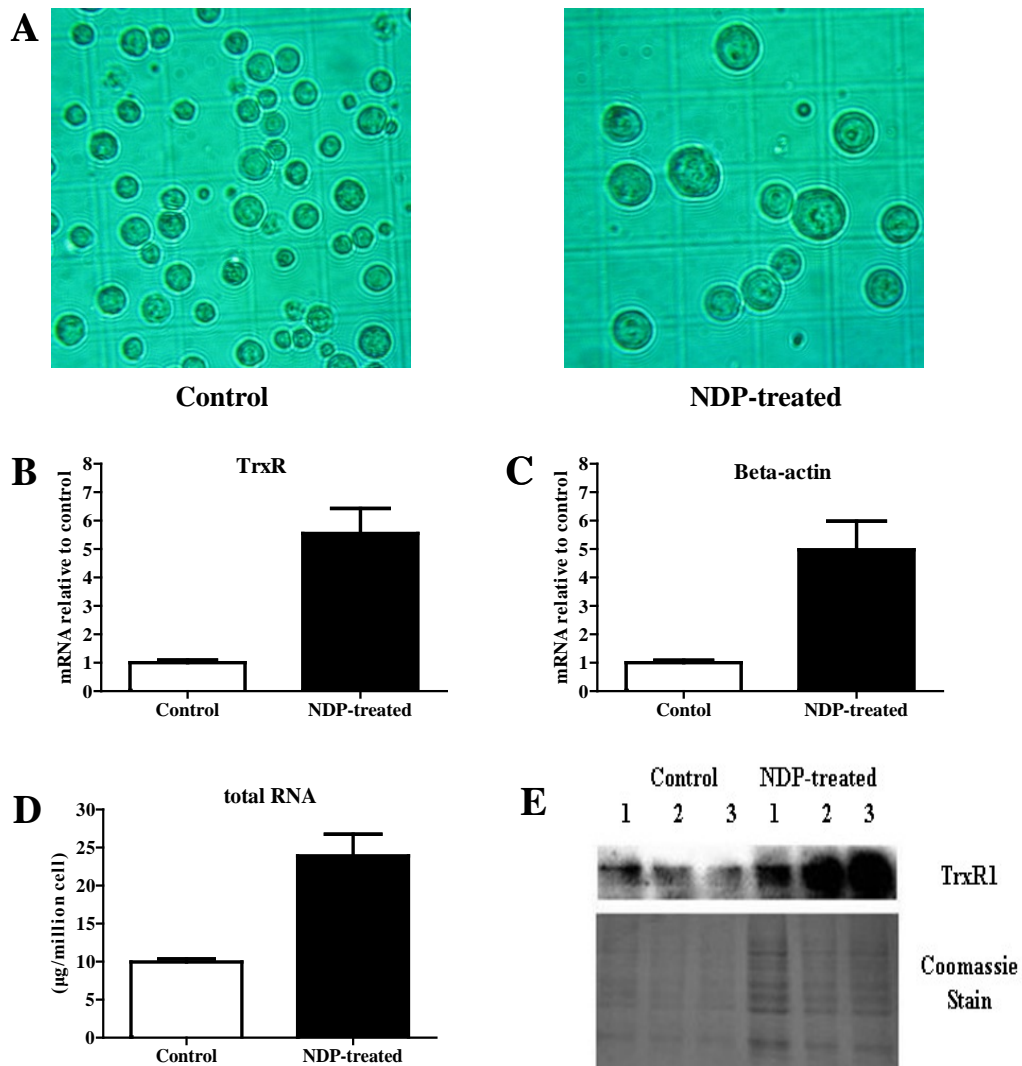 A
Control
NDP-treated
B
TrxR
mRNA relative to control
8
7
6
5
4
3
2
1
0
Control
NDP-treated
C
Beta-actin
mRNA relative to control
8
7
6
5
4
3
2
1
0
Contol
NDP-treated
D
total RNA
(µg/million cell)
30
25
20
15
10
5
0
Control
NDP-treated
E
Control NDP-treated
1 2 3 1 2 3
TrxR1
Coomassie
Stain